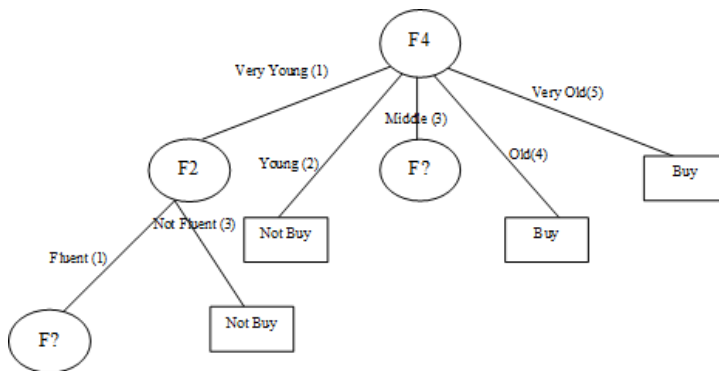 F4
Very Young (1)
Very Old(5)
Middle (3)
Young (2)
Old(4)
F2
F?
Buy
Not Fluent (3)
Not Buy
Buy
Fluent (1)
Not Buy
F?